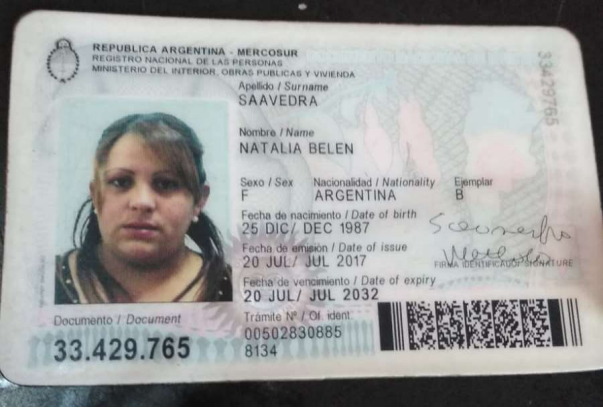 REPUBLICA ARGENTINA - MERCOSUR
REGISTRO NACIONAL DE LAS PERSONAS
MINISTERIO DEL INTERIOR, OBRAS PUBLICAS Y VIVIENDA
33429765
Apellido / Surname
SAAVEDRA
Nombre / Name
NATALIA BELEN
Sexo / Sex Nacionalidad / Nationality Ejemplar
F ARGENTINA B
Fecha de nacimiento / Date of birth
25 DIC/ DEC 1987
Fecha de emisión / Date of issue
20 JUL/ JUL 2017
FIRMA IDENTIFICADO / SIGNATURE
Fecha de vencimiento / Date of expiry
20 JUL/ JUL 2032
Documento / Document
33.429.765
Trámite Nº / Of. ident.
00502830885
8134